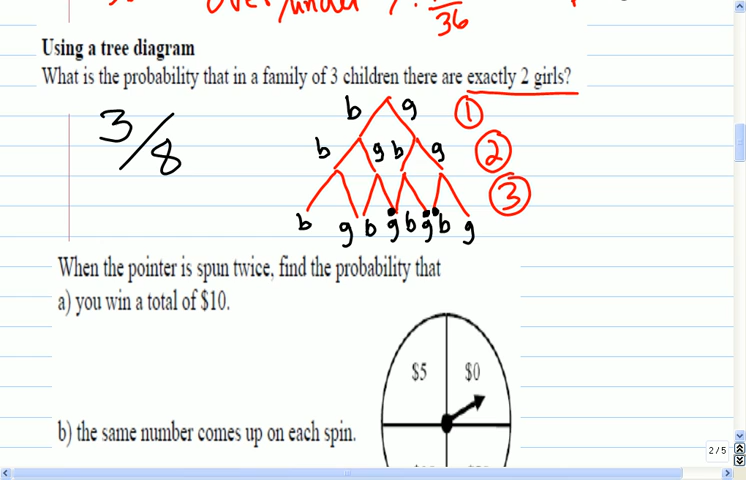 over/under
36
Using a tree diagram
What is the probability that in a family of 3 children there are exactly 2 girls?
b g ①
3/8
b g b g ②
③
b g b g b g b g
When the pointer is spun twice, find the probability that
a) you win a total of $10.
$5 $0
b) the same number comes up on each spin.
2/5